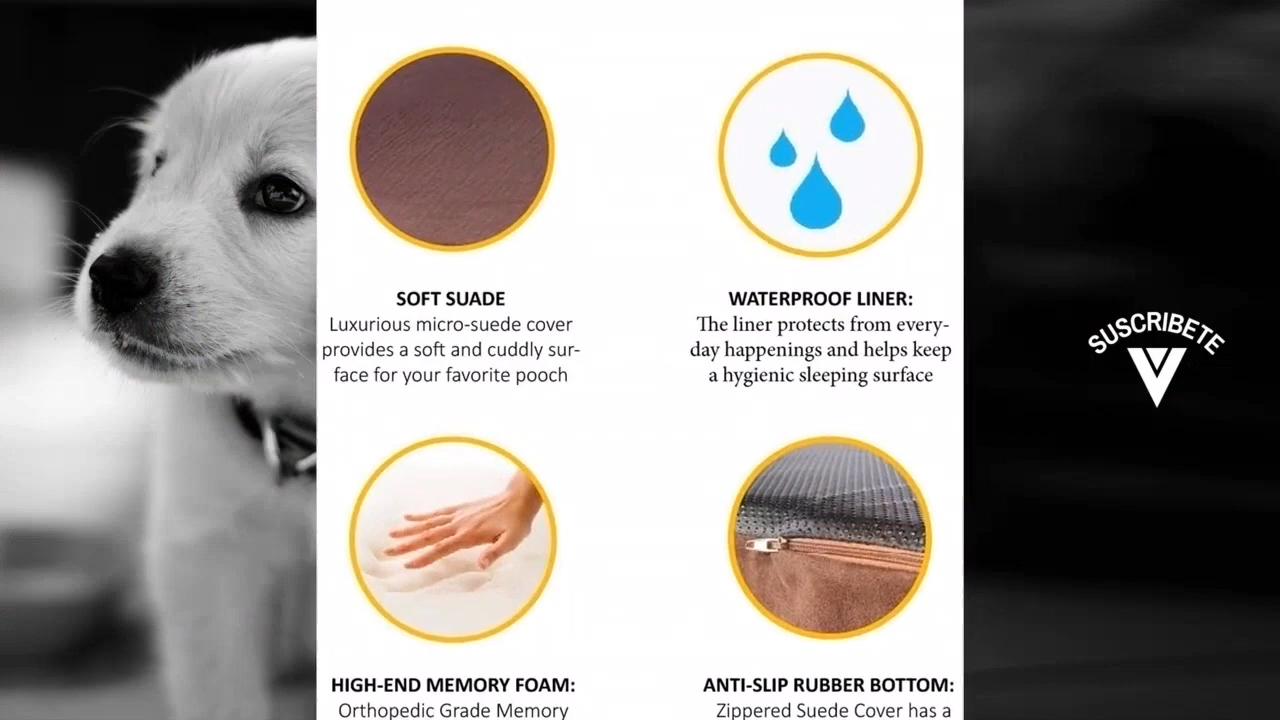 SOFT SUADE
Luxurious micro-suede cover
provides a soft and cuddly sur-
face for your favorite pooch
WATERPROOF LINER:
The liner protects from every-
day happenings and helps keep
a hygienic sleeping surface
SUSCRIBETE
HIGH-END MEMORY FOAM:
Orthopedic Grade Memory
ANTI-SLIP RUBBER BOTTOM:
Zippered Suede Cover has a